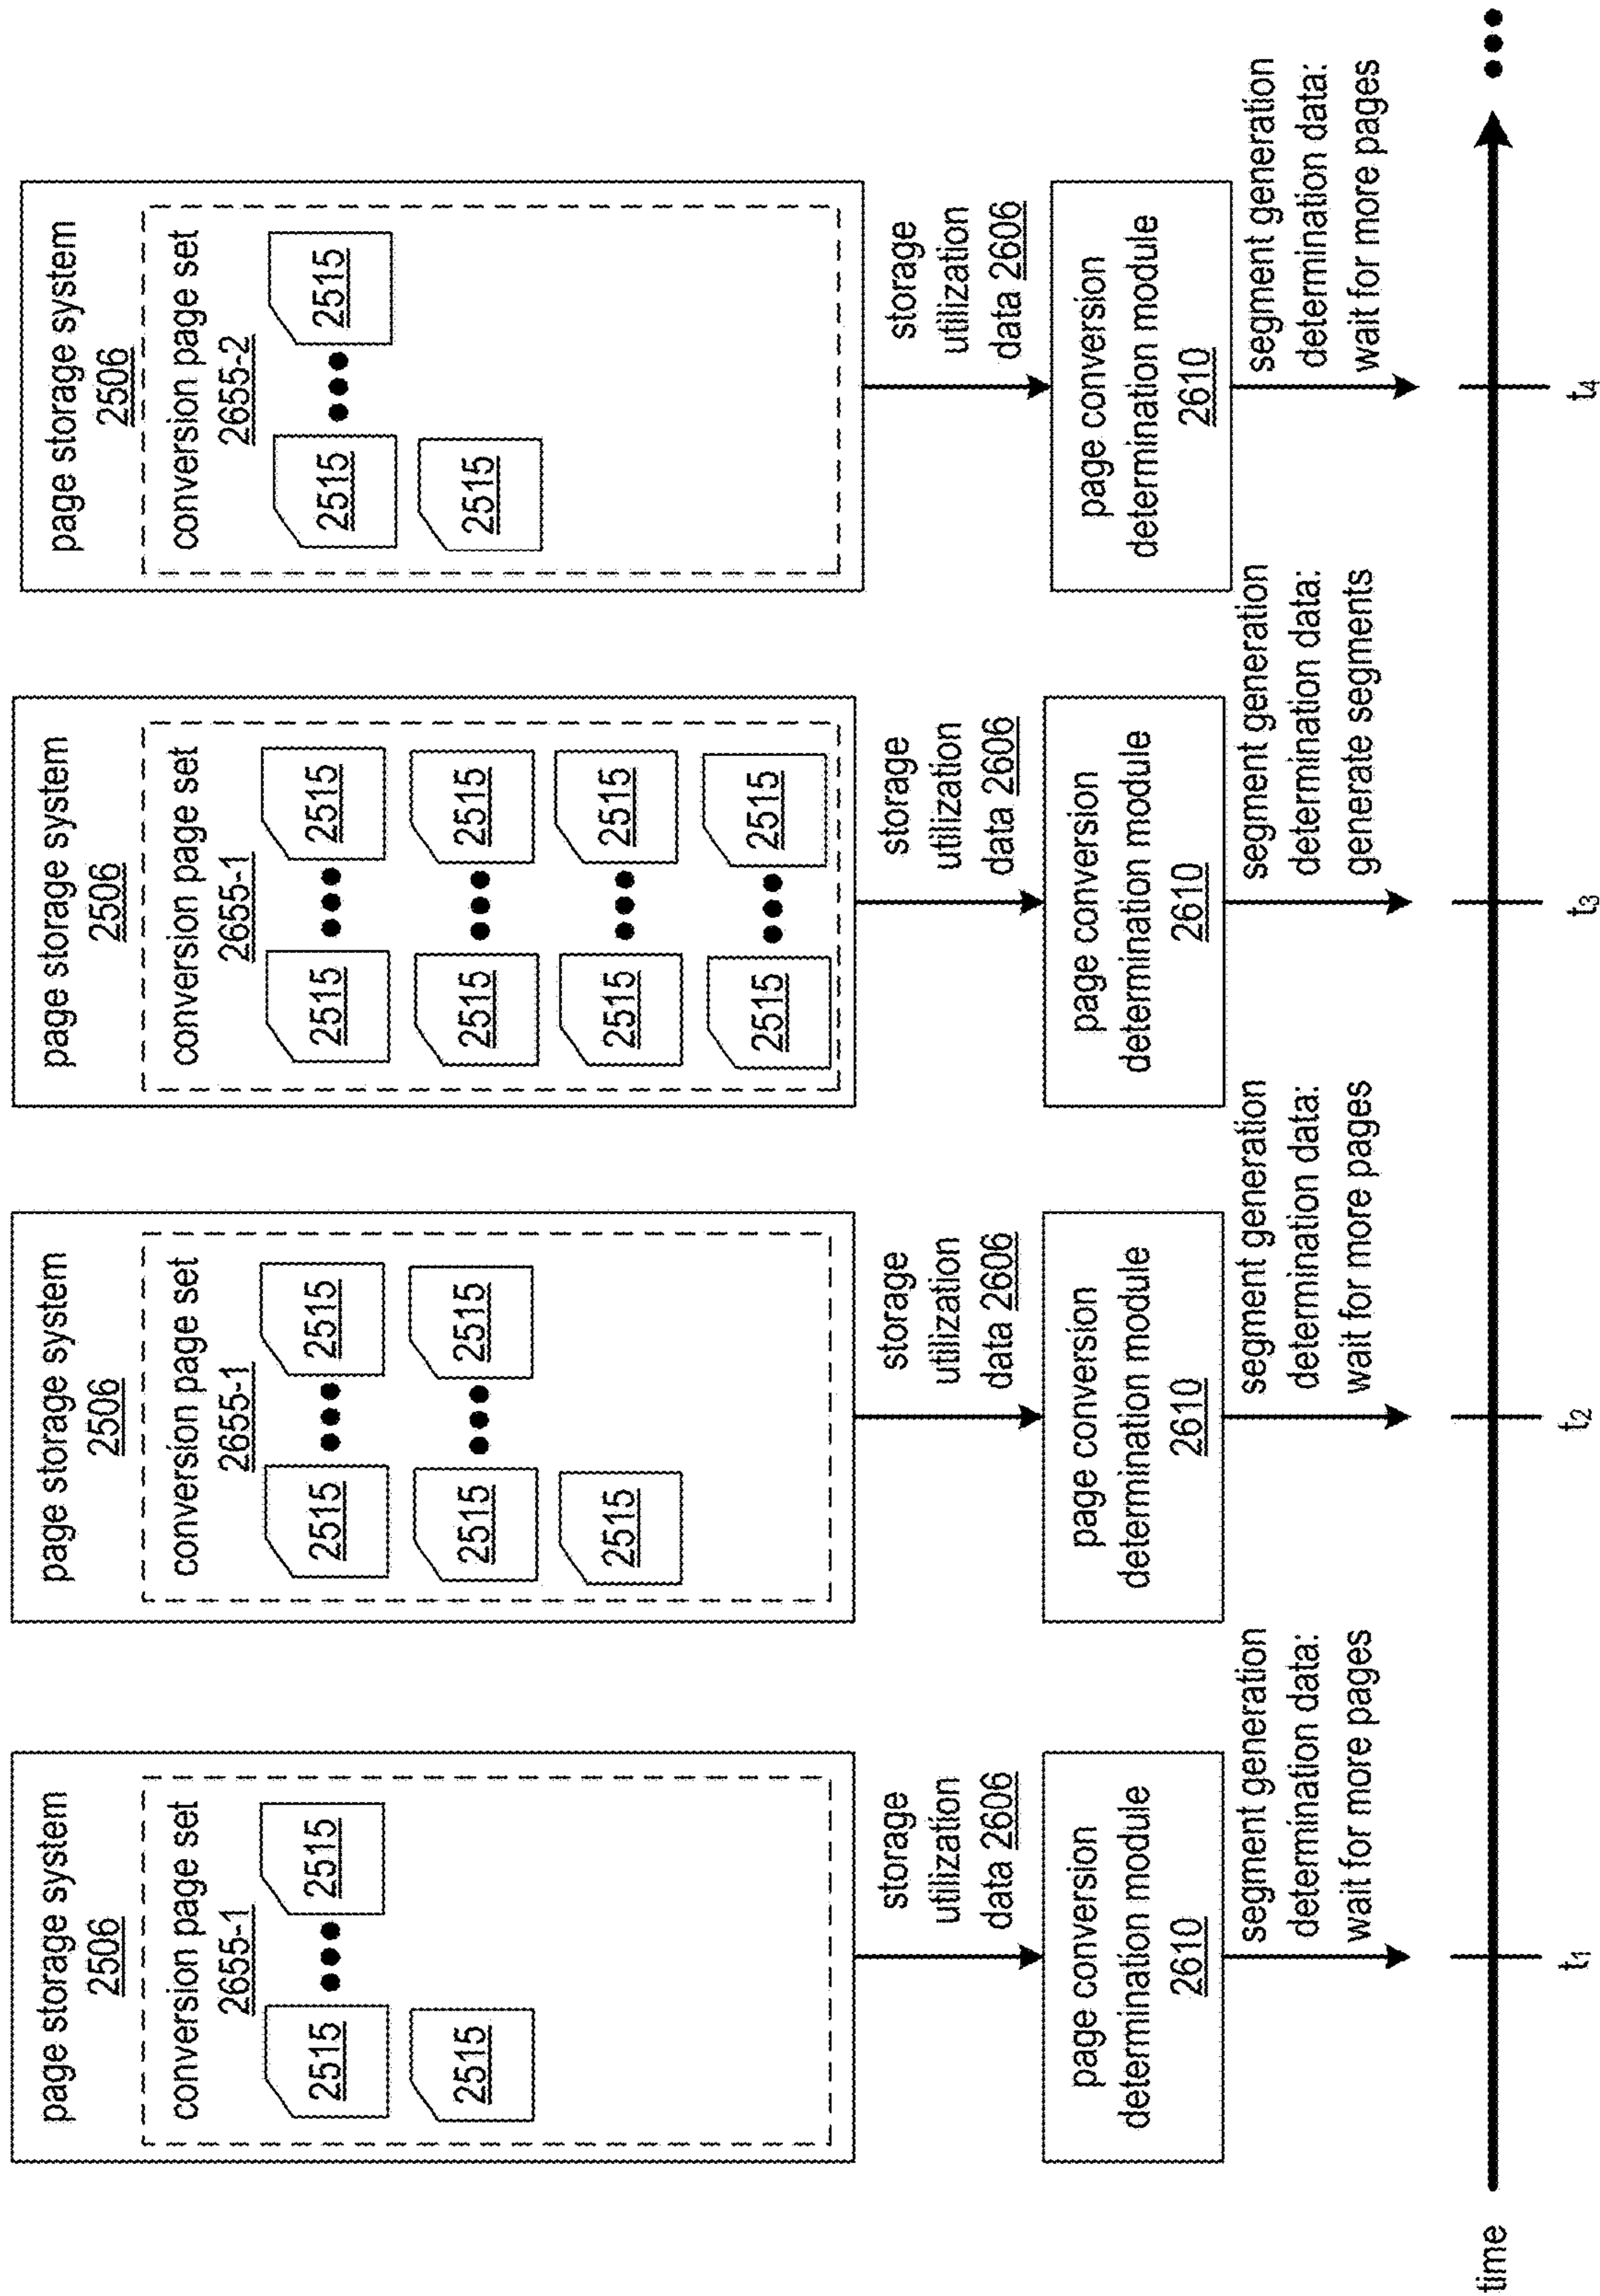 page storage system
2506
conversion page set
2655-1
2515
2515
2515
storage
utilization
data 2606
page conversion
determination module
2610
segment generation
determination data:
wait for more pages
t1
page storage system
2506
conversion page set
2655-1
2515
2515
2515
2515
2515
storage
utilization
data 2606
page conversion
determination module
2610
segment generation
determination data:
wait for more pages
t2
page storage system
2506
conversion page set
2655-1
2515
2515
2515
2515
2515
2515
2515
2515
storage
utilization
data 2606
page conversion
determination module
2610
segment generation
determination data:
generate segments
t3
page storage system
2506
conversion page set
2655-2
2515
2515
2515
storage
utilization
data 2606
page conversion
determination module
2610
segment generation
determination data:
wait for more pages
t4
time